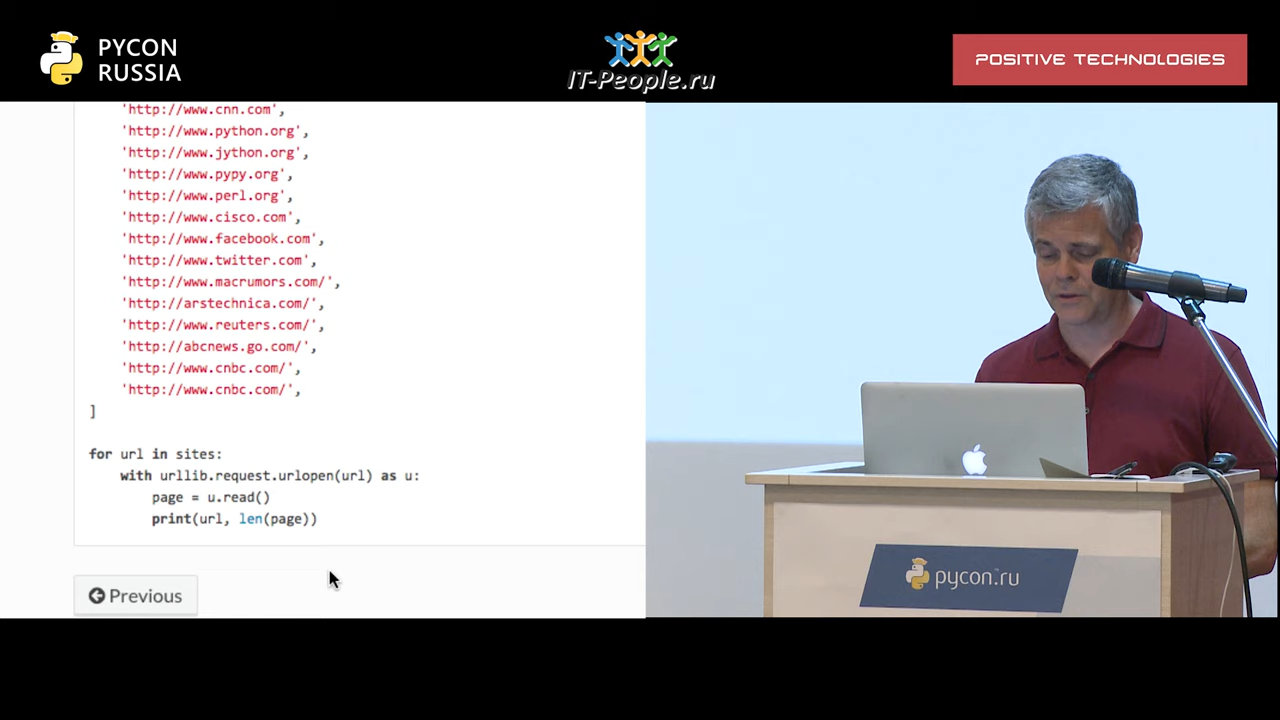 PYCON
RUSSIA
IT-People.ru
POSITIVE TECHNOLOGIES
'http://www.cnn.com',
'http://www.python.org',
'http://www.jython.org',
'http://www.pypy.org',
'http://www.perl.org',
'http://www.cisco.com',
'http://www.facebook.com',
'http://www.twitter.com',
'http://www.macrumors.com/',
'http://arstechnica.com/',
'http://www.reuters.com/',
'http://abcnews.go.com/',
'http://www.cnbc.com/',
'http://www.cnbc.com/',
]
for url in sites:
with urllib.request.urlopen(url) as u:
page = u.read()
print(url, len(page))
Previous
pycon.ru